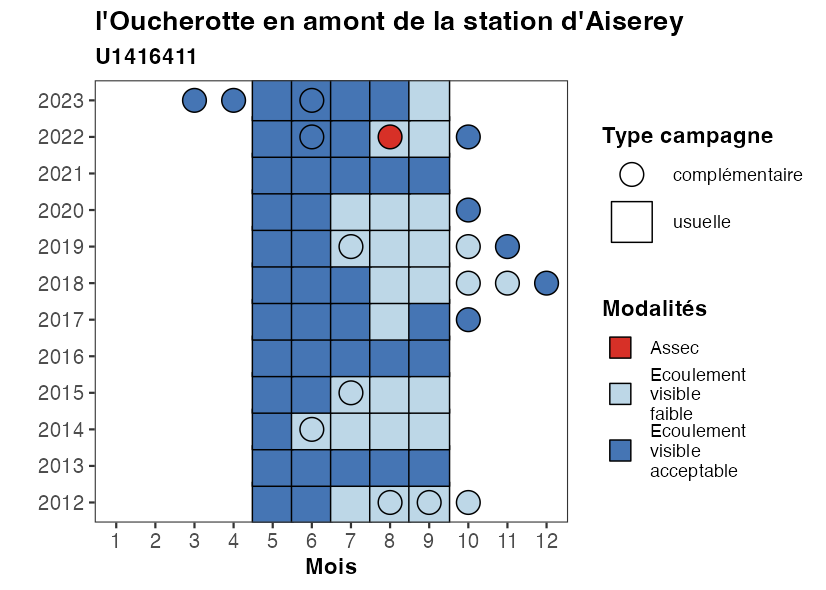 l'Oucherotte en amont de la station d'Aiserey
U1416411
2023
2022
2021
2020
2019
2018
2017
2016
2015
2014
2013
2012
1 2 3 4 5 6 7 8 9 10 11 12
Mois
Type campagne
complémentaire
usuelle
Modalités
Assec
Ecoulement
visible
faible
Ecoulement
visible
acceptable